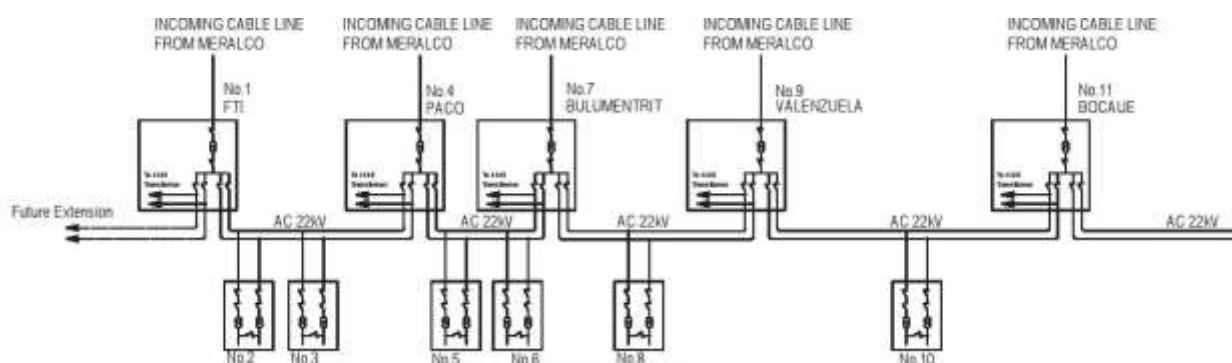 INCOMING CABLE LINE
FROM MERALCO
INCOMING CABLE LINE
FROM MERALCO
INCOMING CABLE LINE
FROM MERALCO
INCOMING CABLE LINE
FROM MERALCO
INCOMING CABLE LINE
FROM MERALCO
No.1
FTI
No.4
PACO
No.7
BULUMENTRIT
No.9
VALENZUELA
No.11
BOCAUE
Future Extension
AC 22kV
AC 22kV
AC 22kV
AC 22kV
AC 22kV
No.2
No.3
No.5
No.6
No.8
No.10